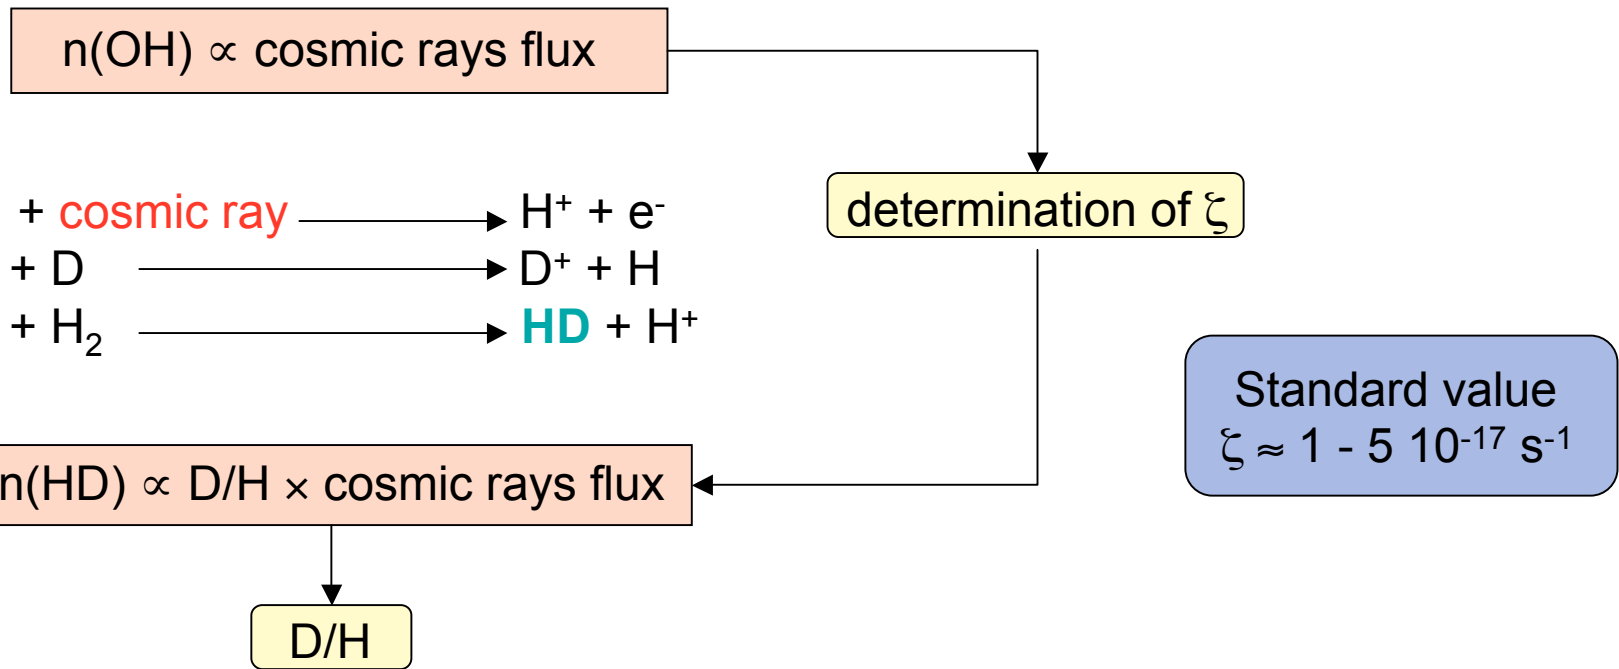 n(OH) ∝ cosmic rays flux
+ cosmic ray → H⁺ + e⁻
determination of ζ
+ D → D⁺ + H
+ H₂ → HD + H⁺
Standard value
ζ ≈ 1 - 5 10⁻¹⁷ s⁻¹
n(HD) ∝ D/H × cosmic rays flux
D/H